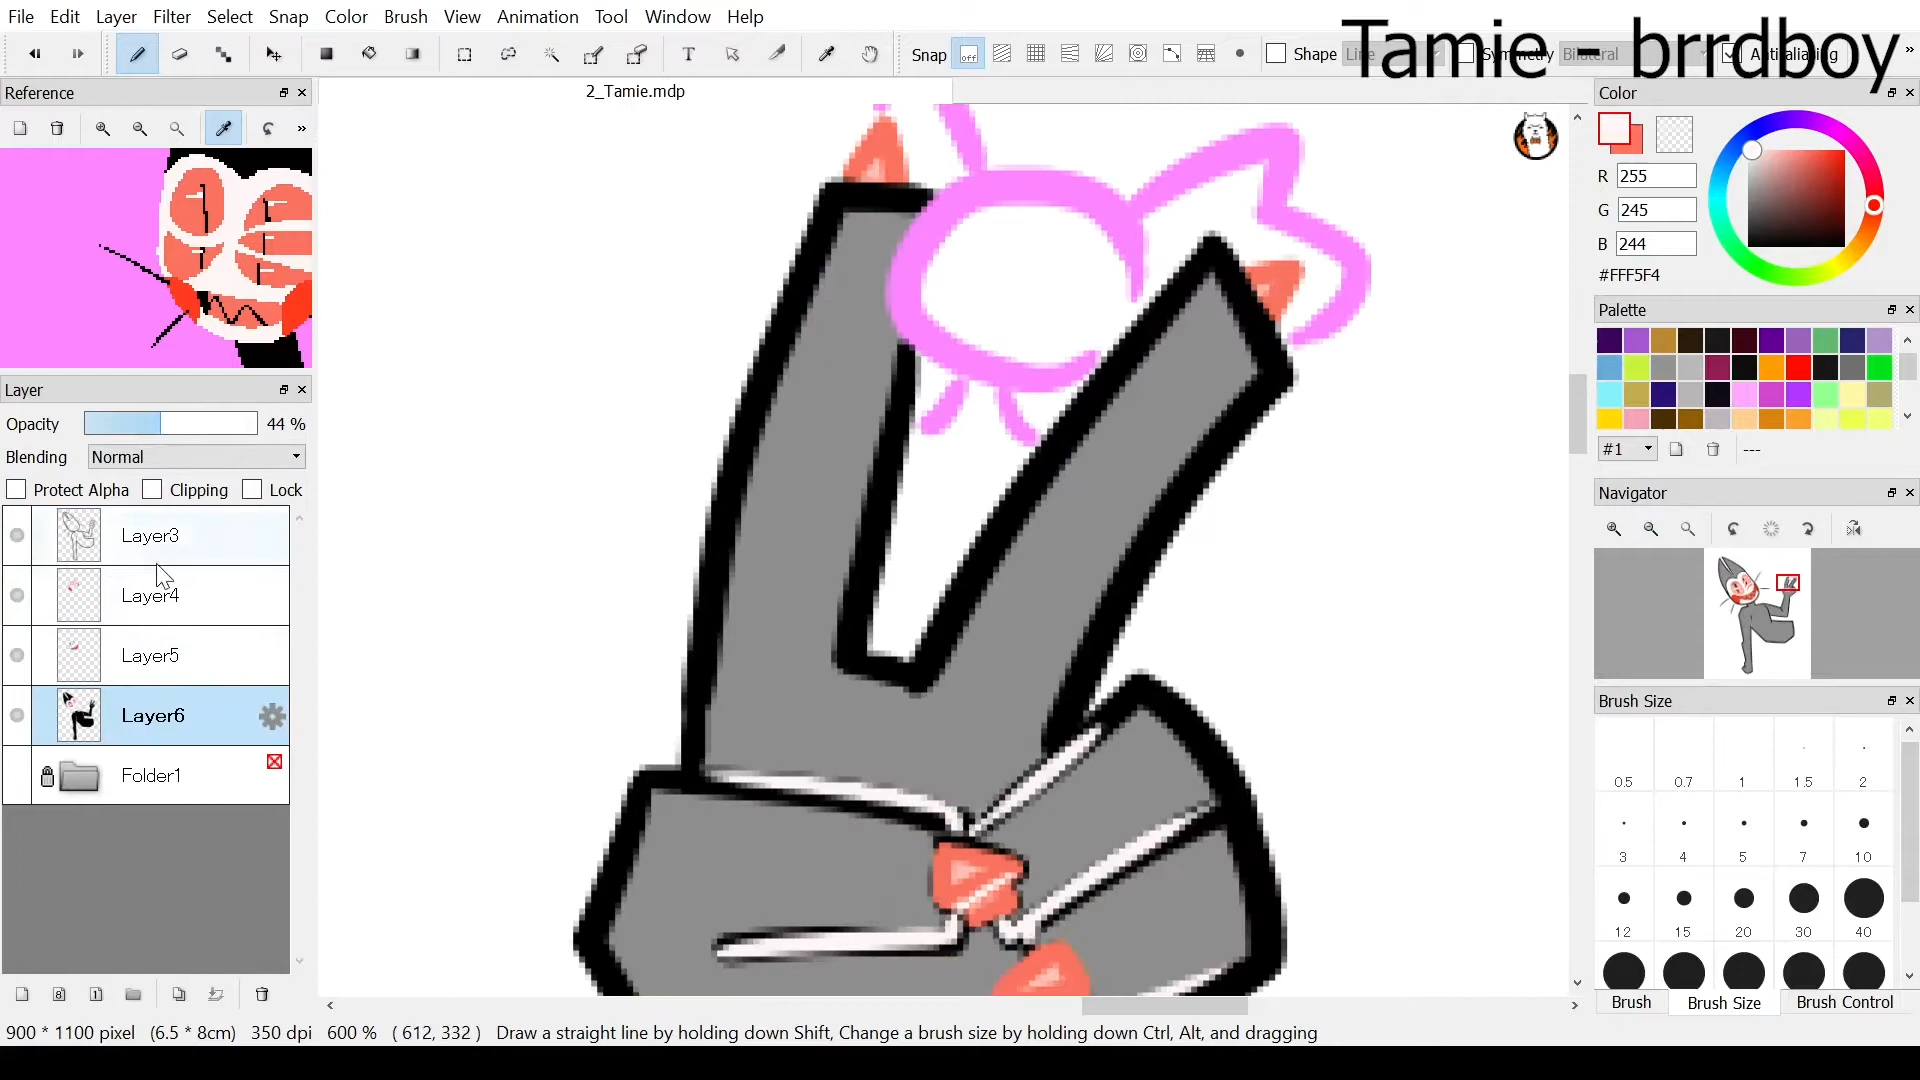 File Edit Layer Filter Select Snap Color Brush View Animation Tool Window Help
Tamie - brrdboy
Snap off Shape Line Symmetry Bilateral Antialiasing »
Reference
2_Tamie.mdp
Color
»
R 255
G 245
B 244
#FFF5F4
Palette
#1 ---
Layer
Opacity 44 %
Blending Normal
Protect Alpha Clipping Lock
Layer3
Layer4
Layer5
Layer6
Folder1
Navigator
Brush Size
0.5 0.7 1 1.5 2
3 4 5 7 10
12 15 20 30 40
Brush Brush Size Brush Control
900 * 1100 pixel (6.5 * 8cm) 350 dpi 600 % ( 612, 332 ) Draw a straight line by holding down Shift, Change a brush size by holding down Ctrl, Alt, and dragging